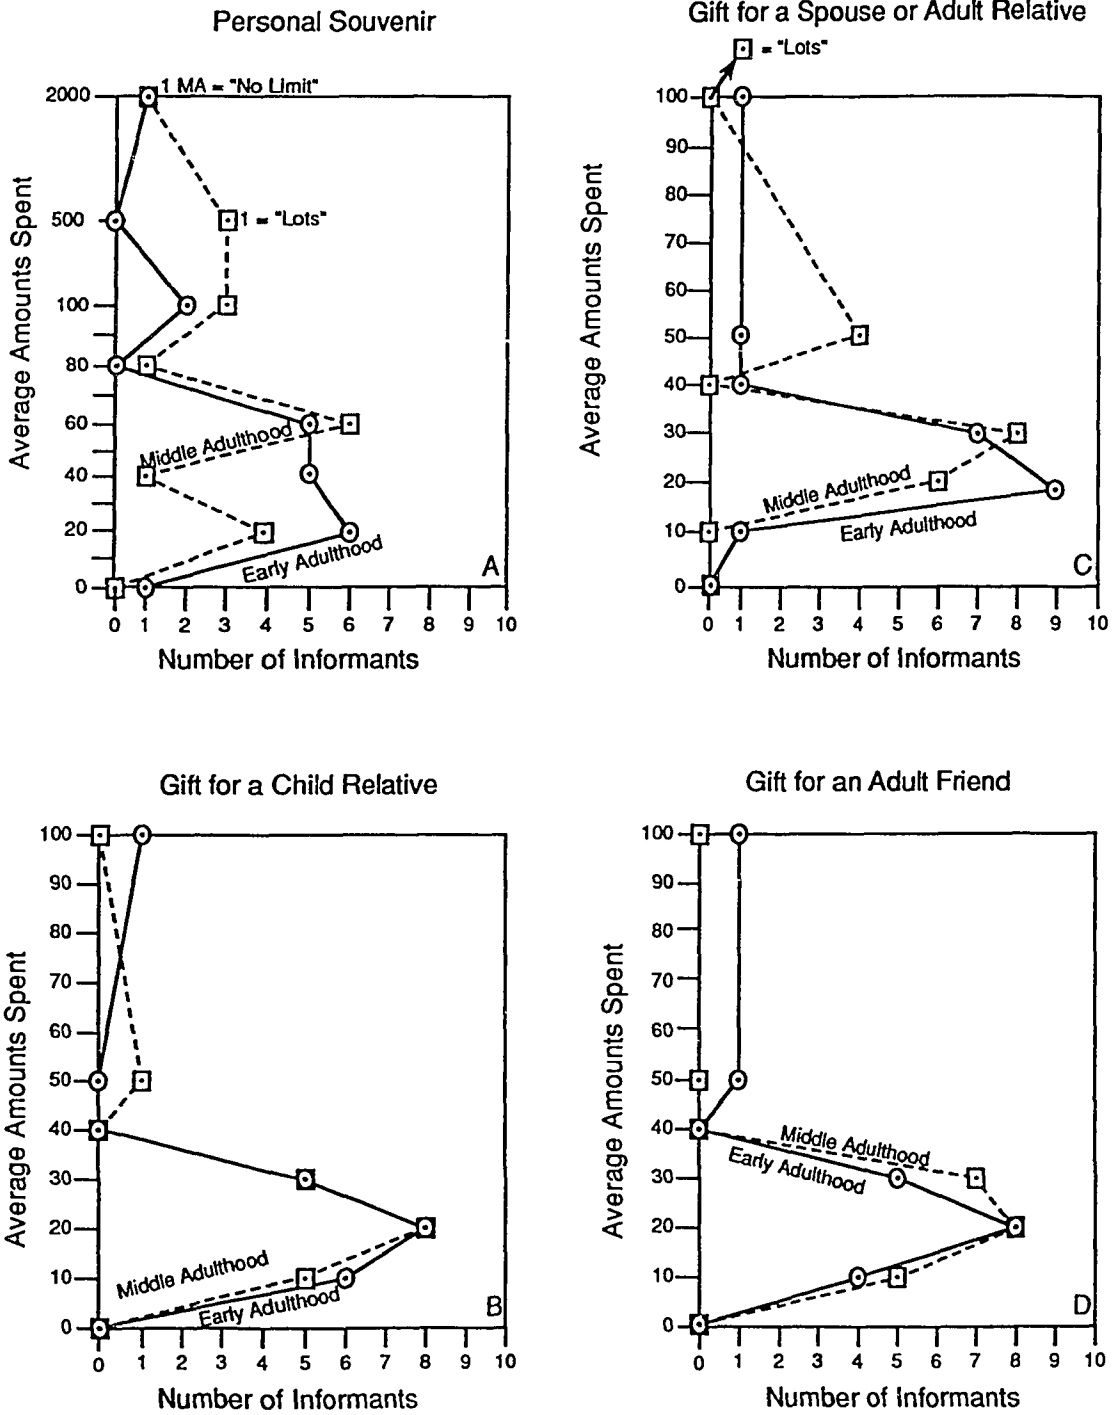 Personal Souvenir
1 MA = "No Limit"
2000
500
1 = "Lots"
100
80
60
Middle Adulthood
40
20
Early Adulthood
0
A
0 1 2 3 4 5 6 7 8 9 10
Average Amounts Spent
Number of Informants
Gift for a Spouse or Adult Relative
= "Lots"
100
90
80
70
60
50
40
30
20
Middle Adulthood
10
Early Adulthood
0
C
0 1 2 3 4 5 6 7 8 9 10
Average Amounts Spent
Number of Informants
Gift for a Child Relative
100
90
80
70
60
50
40
30
20
Middle Adulthood
10
Early Adulthood
0
B
0 1 2 3 4 5 6 7 8 9 10
Average Amounts Spent
Number of Informants
Gift for an Adult Friend
100
90
80
70
60
50
40
Middle Adulthood
Early Adulthood
30
20
10
0
D
0 1 2 3 4 5 6 7 8 9 10
Average Amounts Spent
Number of Informants